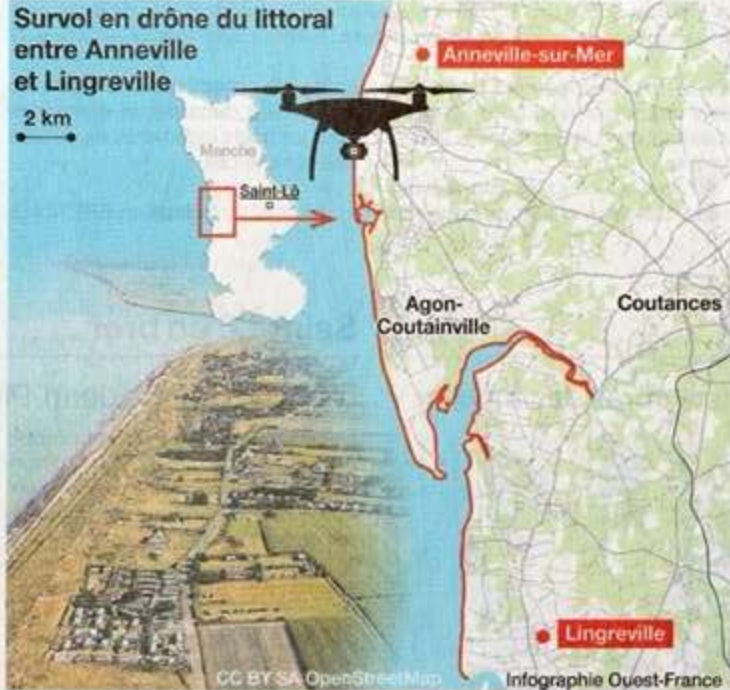 Survol en drône du littoral
entre Anneville
et Lingreville
2 km
Manche
Saint-Lô
Anneville-sur-Mer
Agon-
Coutainville
Coutances
Lingreville
CC BY SA OpenStreetMap
Infographie Ouest-France